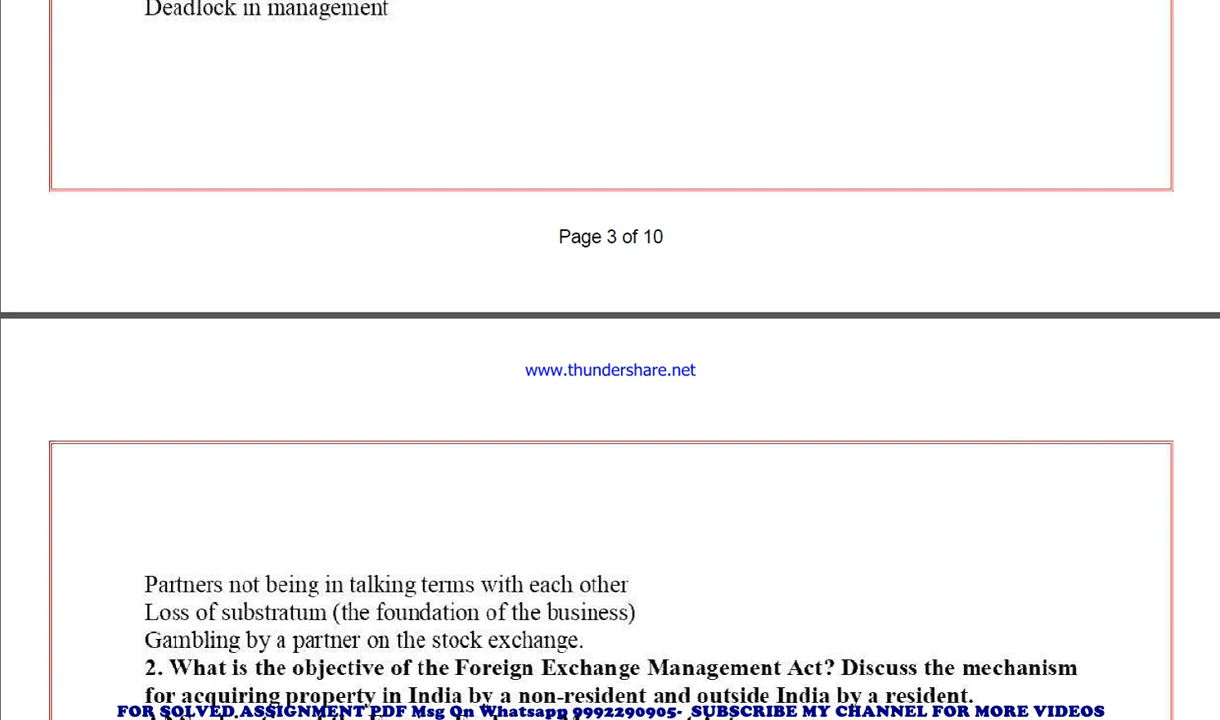 Deadlock in management
Page 3 of 10
www.thundershare.net
Partners not being in talking terms with each other
Loss of substratum (the foundation of the business)
Gambling by a partner on the stock exchange.
2. What is the objective of the Foreign Exchange Management Act? Discuss the mechanism
for acquiring property in India by a non-resident and outside India by a resident.
FOR SOLVED ASSIGNMENT PDF Msg On Whatsapp 9992290905- SUBSCRIBE MY CHANNEL FOR MORE VIDEOS